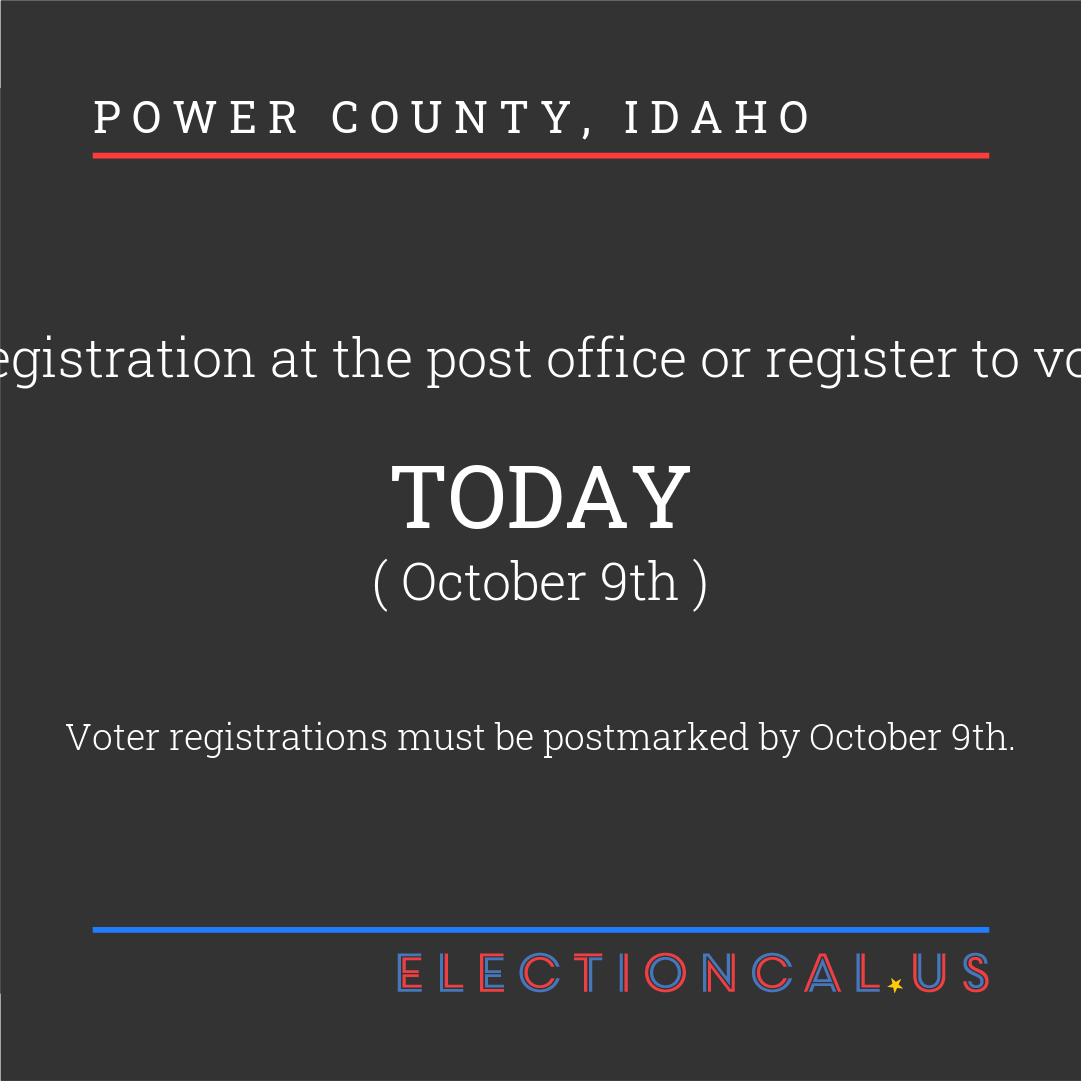 POWER COUNTY, IDAHO
egistration at the post office or register to vo
TODAY
( October 9th )
Voter registrations must be postmarked by October 9th.
ELECTIONCAL.US